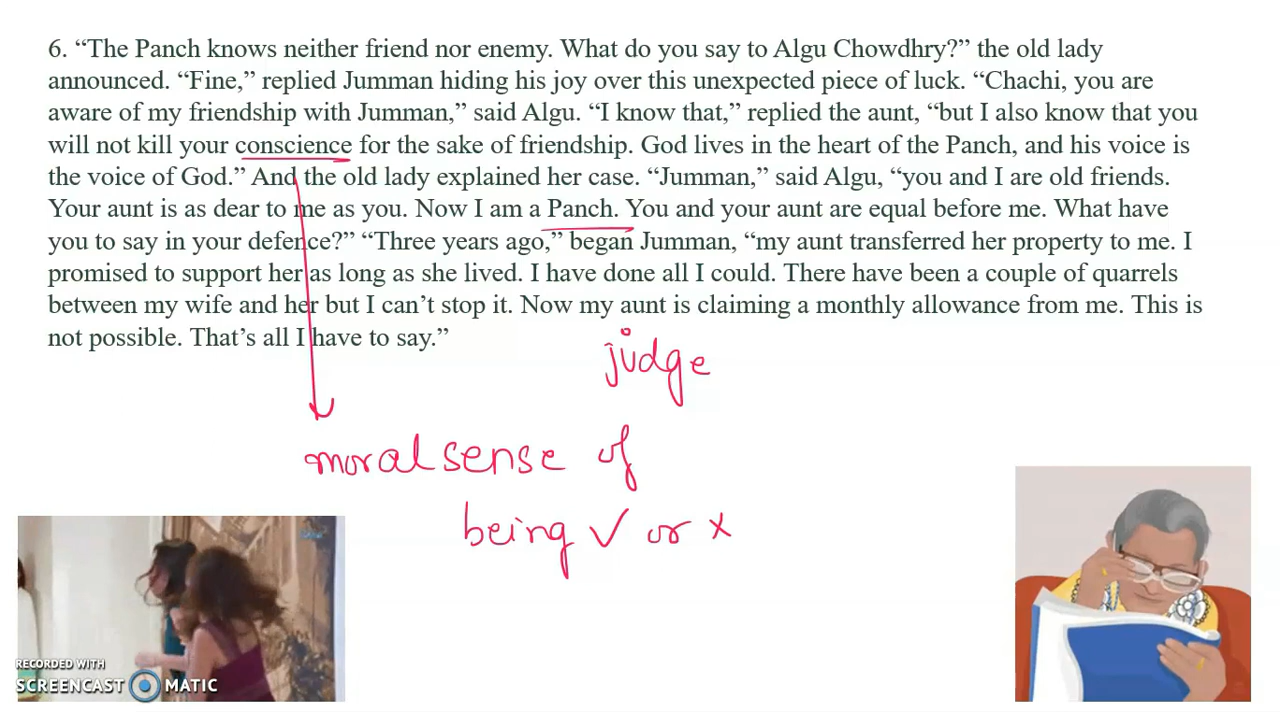 6. “The Panch knows neither friend nor enemy. What do you say to Algu Chowdhry?” the old lady
announced. “Fine,” replied Jumman hiding his joy over this unexpected piece of luck. “Chachi, you are
aware of my friendship with Jumman,” said Algu. “I know that,” replied the aunt, “but I also know that you
will not kill your conscience for the sake of friendship. God lives in the heart of the Panch, and his voice is
the voice of God.” And the old lady explained her case. “Jumman,” said Algu, “you and I are old friends.
Your aunt is as dear to me as you. Now I am a Panch. You and your aunt are equal before me. What have
you to say in your defence?” “Three years ago,” began Jumman, “my aunt transferred her property to me. I
promised to support her as long as she lived. I have done all I could. There have been a couple of quarrels
between my wife and her but I can’t stop it. Now my aunt is claiming a monthly allowance from me. This is
not possible. That’s all I have to say.”
judge
moral sense of
being ✓ or ×
RECORDED WITH
SCREENCAST MATIC